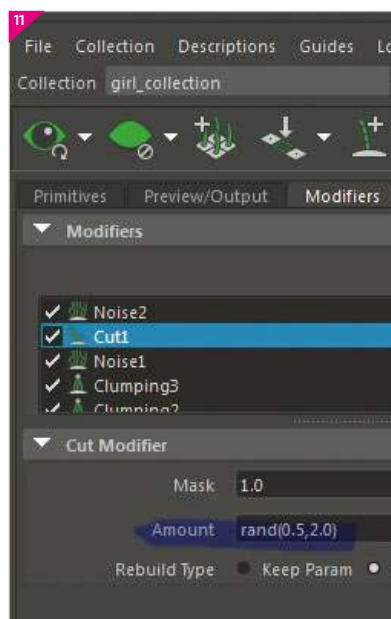 11
File Collection Descriptions Guides
Collection girl_collection
Primitives Preview/Output Modifiers
Modifiers
Noise2
Cut1
Noise1
Clumping3
Clumping2
Cut Modifier
Mask 1.0
Amount rand(0.5,2.0)
Rebuild Type Keep Param